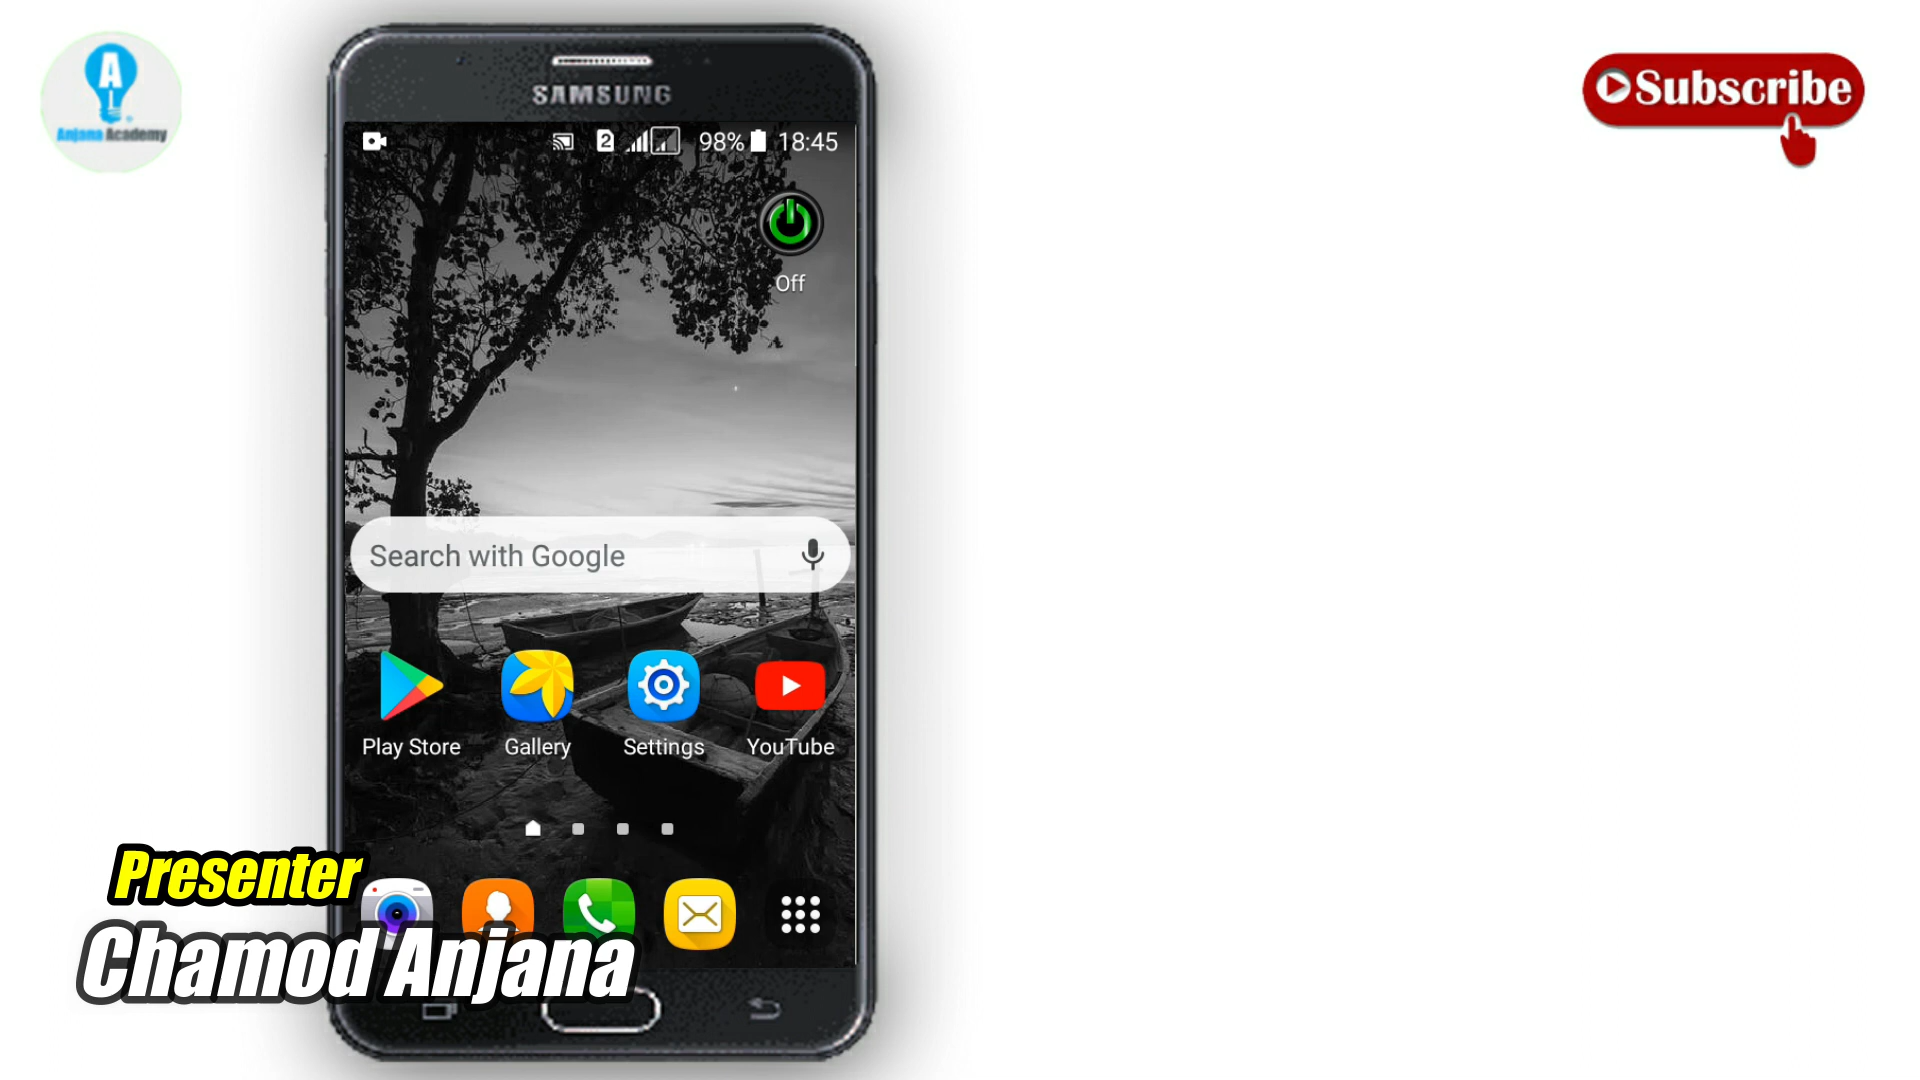 A
L
Anjana Academy
SAMSUNG
Subscribe
2
98%
18:45
Off
Search with Google
Play Store
Gallery
Settings
YouTube
Presenter
Chamod Anjana